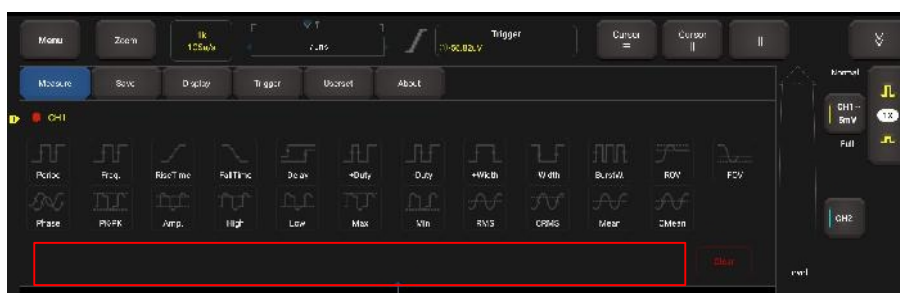 Menu
Zoom
1k
Trigger
Cursor
Cursor
Measure
Save
Display
Trigger
Userset
About
Normal
CH1
5mV
1X
Full
CH1
Period
Freq.
RiseTime
FallTime
Delay
+Duty
Duty
+Width
Width
BurstW.
ROV
FOV
Phase
PK-PK
Amp.
High
Low
Max
Min
RMS
CRMS
Mean
CMean
CH2
Clear